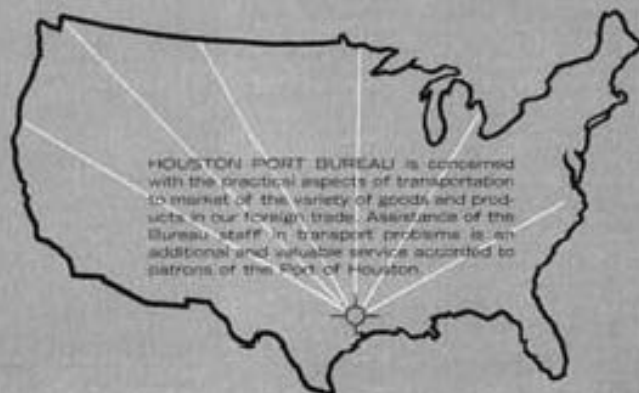 HOUSTON PORT BUREAU is concerned
with the practical aspects of transportation
to market of the variety of goods and prod-
ucts in our foreign trade. Assistance of the
Bureau staff in transport problems is an
additional and valuable service accorded to
patrons of the Port of Houston.